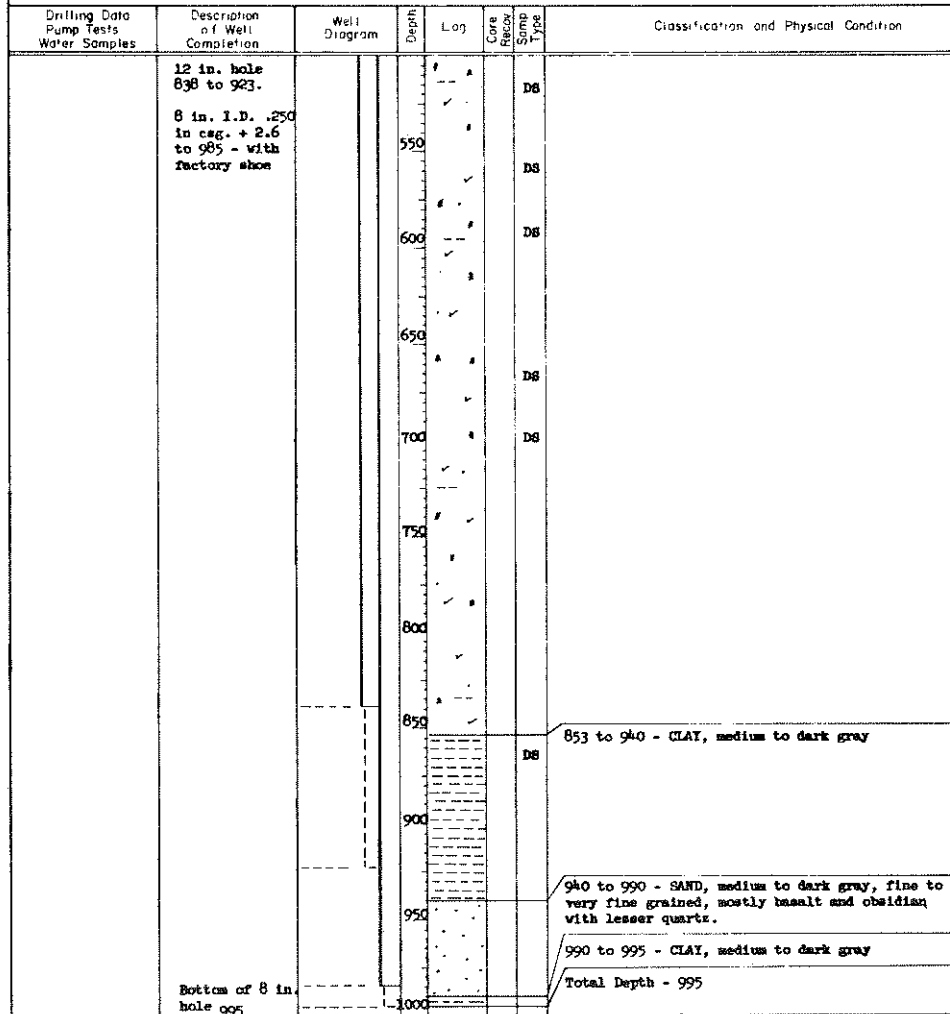 Drilling Data
Pump Tests
Water Samples
Description
of Well
Completion
Well
Diagram
Depth
Log
Core
Recov
Samp
Type
Classification and Physical Condition
12 in. hole
838 to 923.
8 in. I.D. .250
in csg. + 2.6
to 985 - with
factory shoe
DS
550
DS
DS
600
650
DS
700
DS
750
800
850
853 to 940 - CLAY, medium to dark gray
DS
900
940 to 990 - SAND, medium to dark gray, fine to
very fine grained, mostly basalt and obsidian
with lesser quartz.
950
990 to 995 - CLAY, medium to dark gray
Total Depth - 995
Bottom of 8 in.
hole 995
1000